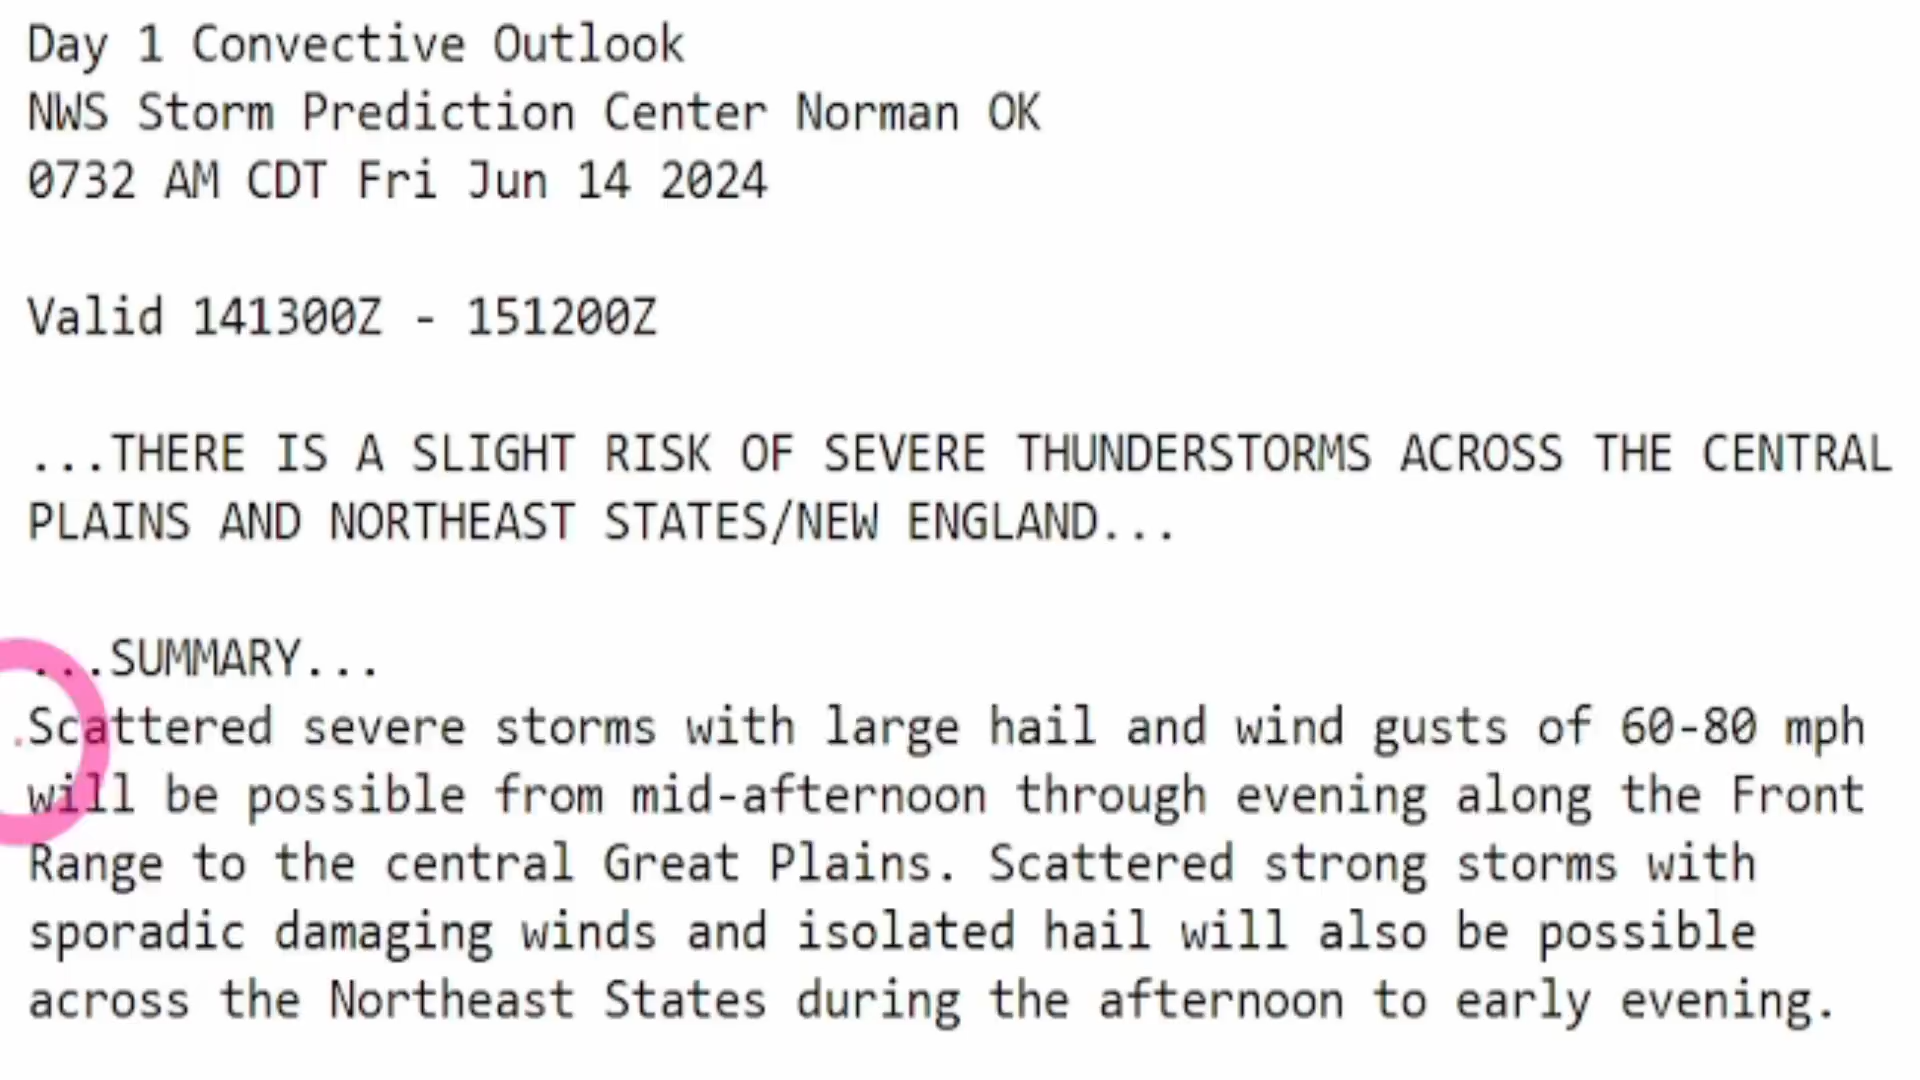 Day 1 Convective Outlook
NWS Storm Prediction Center Norman OK
0732 AM CDT Fri Jun 14 2024
Valid 141300Z - 151200Z
...THERE IS A SLIGHT RISK OF SEVERE THUNDERSTORMS ACROSS THE CENTRAL
PLAINS AND NORTHEAST STATES/NEW ENGLAND...
...SUMMARY...
Scattered severe storms with large hail and wind gusts of 60-80 mph
will be possible from mid-afternoon through evening along the Front
Range to the central Great Plains. Scattered strong storms with
sporadic damaging winds and isolated hail will also be possible
across the Northeast States during the afternoon to early evening.